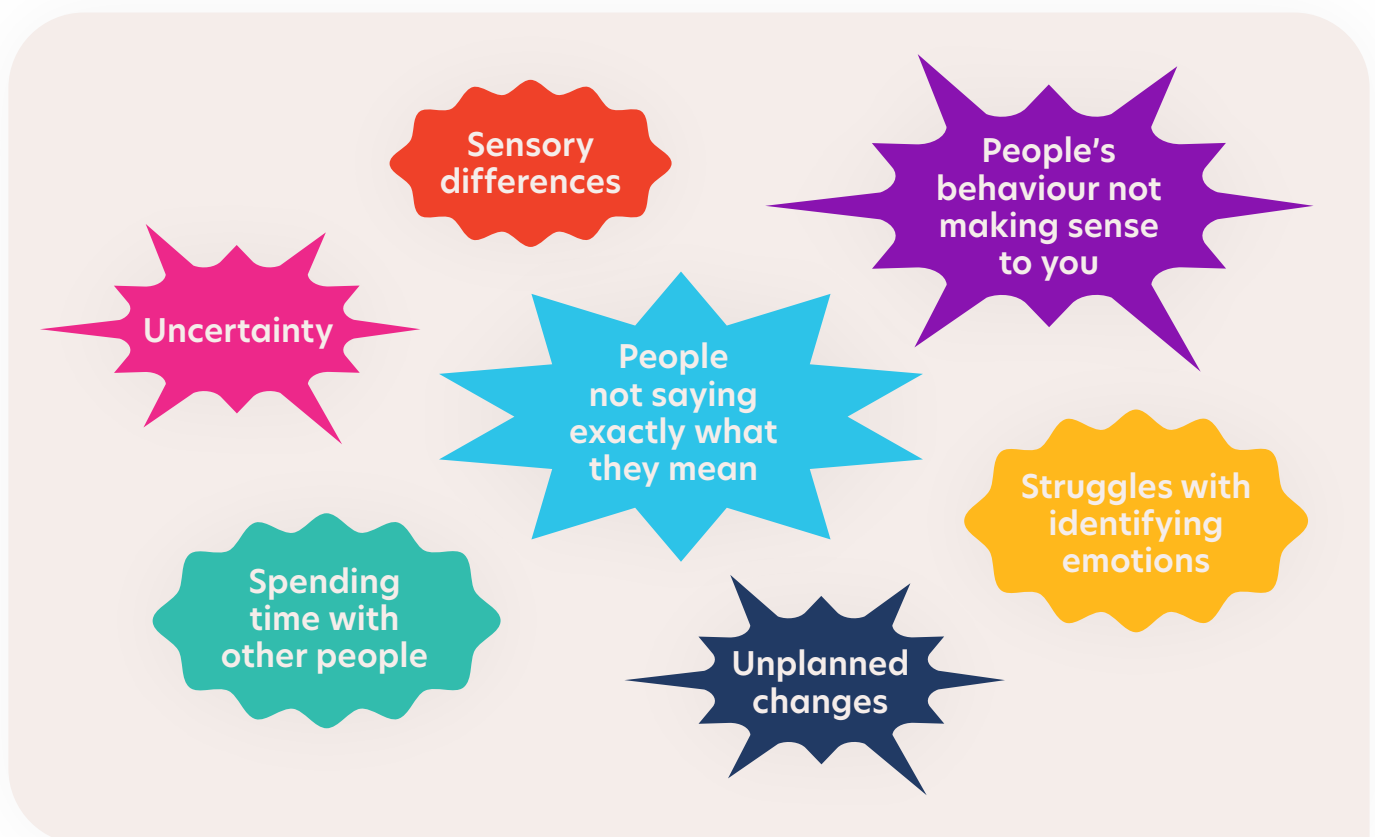 Sensory
differences
People's
behaviour not
making sense
to you
Uncertainty
People
not saying
exactly what
they mean
Struggles with
identifying
emotions
Spending
time with
other people
Unplanned
changes